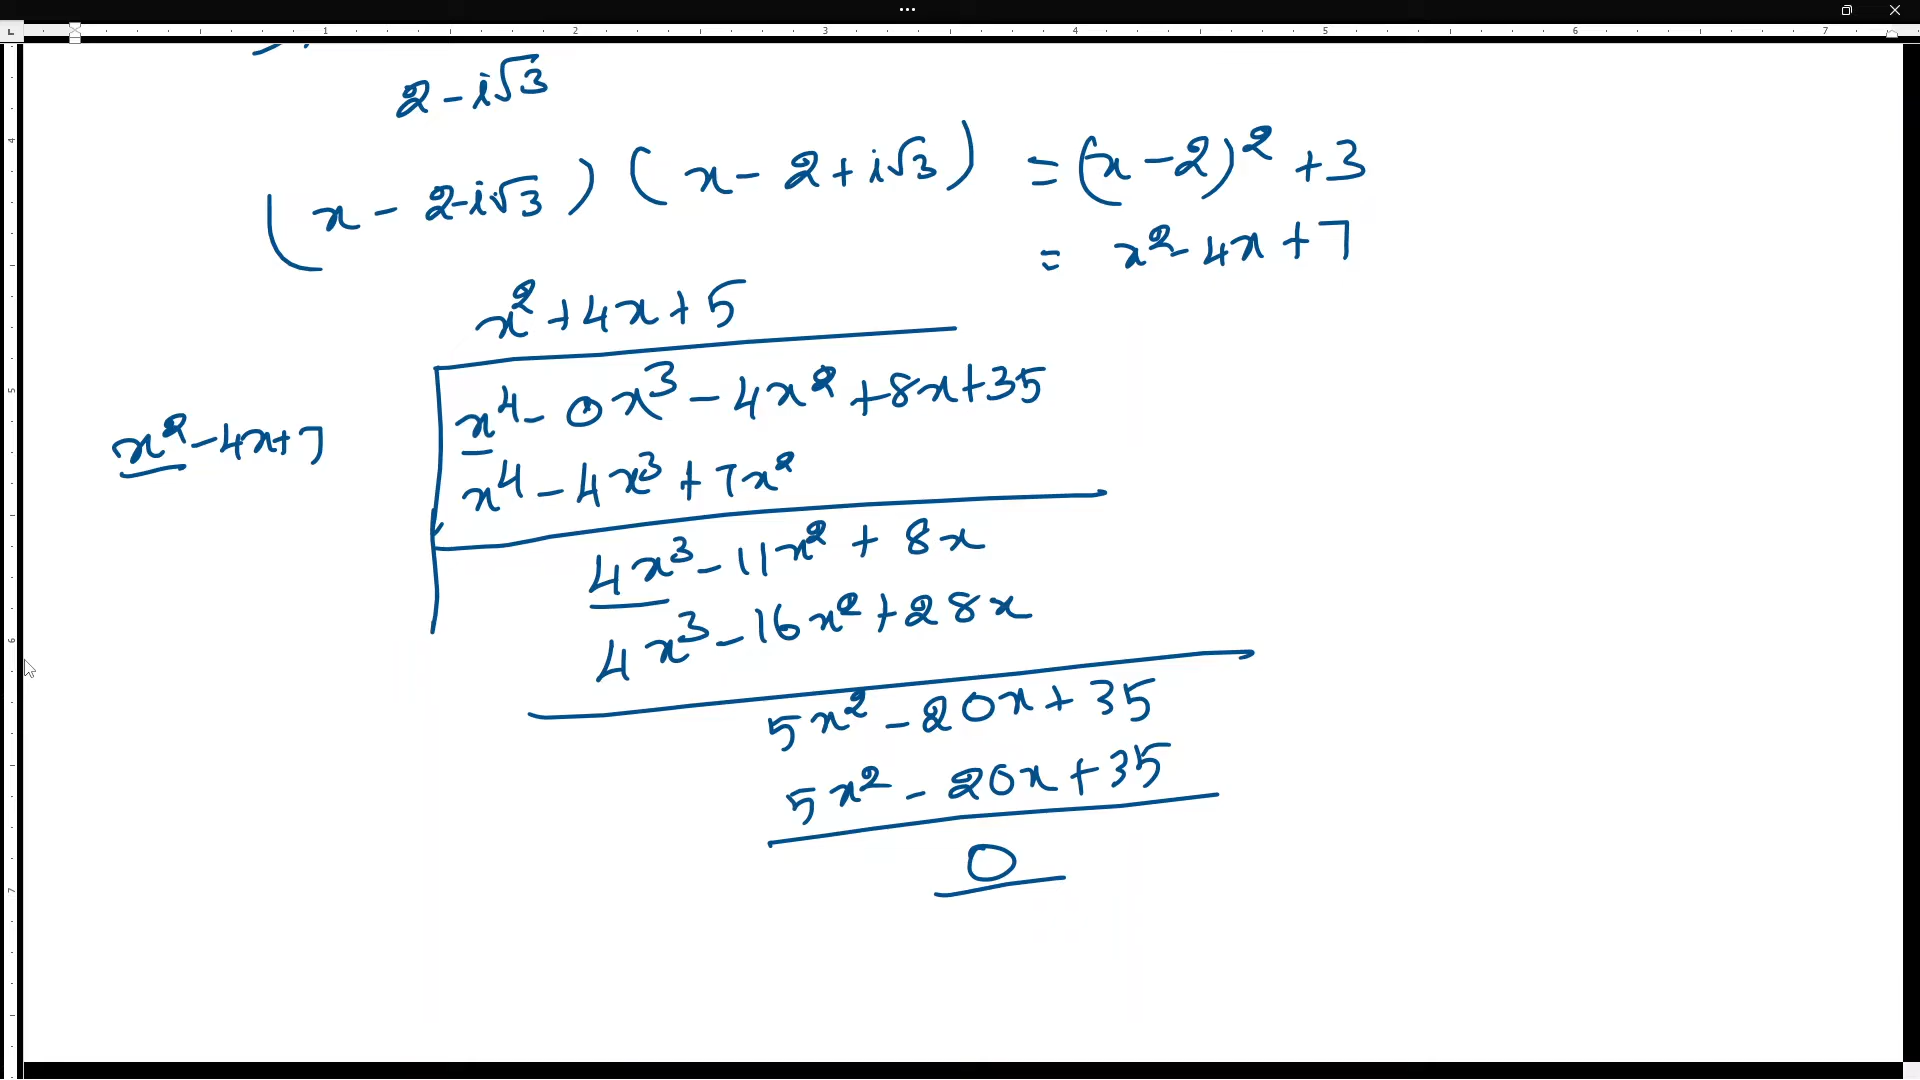 2 - i√3
(x - 2 - i√3) (x - 2 + i√3) = (x - 2)² + 3
= x² - 4x + 7
x² + 4x + 5
x⁴ - 0x³ - 4x² + 8x + 35
x² - 4x + 7
x⁴ - 4x³ + 7x²
4x³ - 11x² + 8x
4x³ - 16x² + 28x
5x² - 20x + 35
5x² - 20x + 35
0